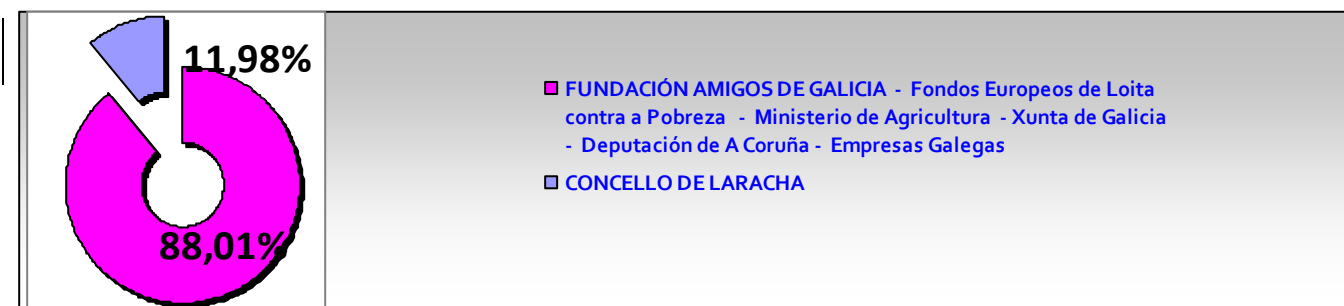 11,98%
88,01%
FUNDACIÓN AMIGOS DE GALICIA - Fondos Europeos de Loita
contra a Pobreza - Ministerio de Agricultura - Xunta de Galicia
- Deputación de A Coruña - Empresas Galegas
CONCELLO DE LARACHA